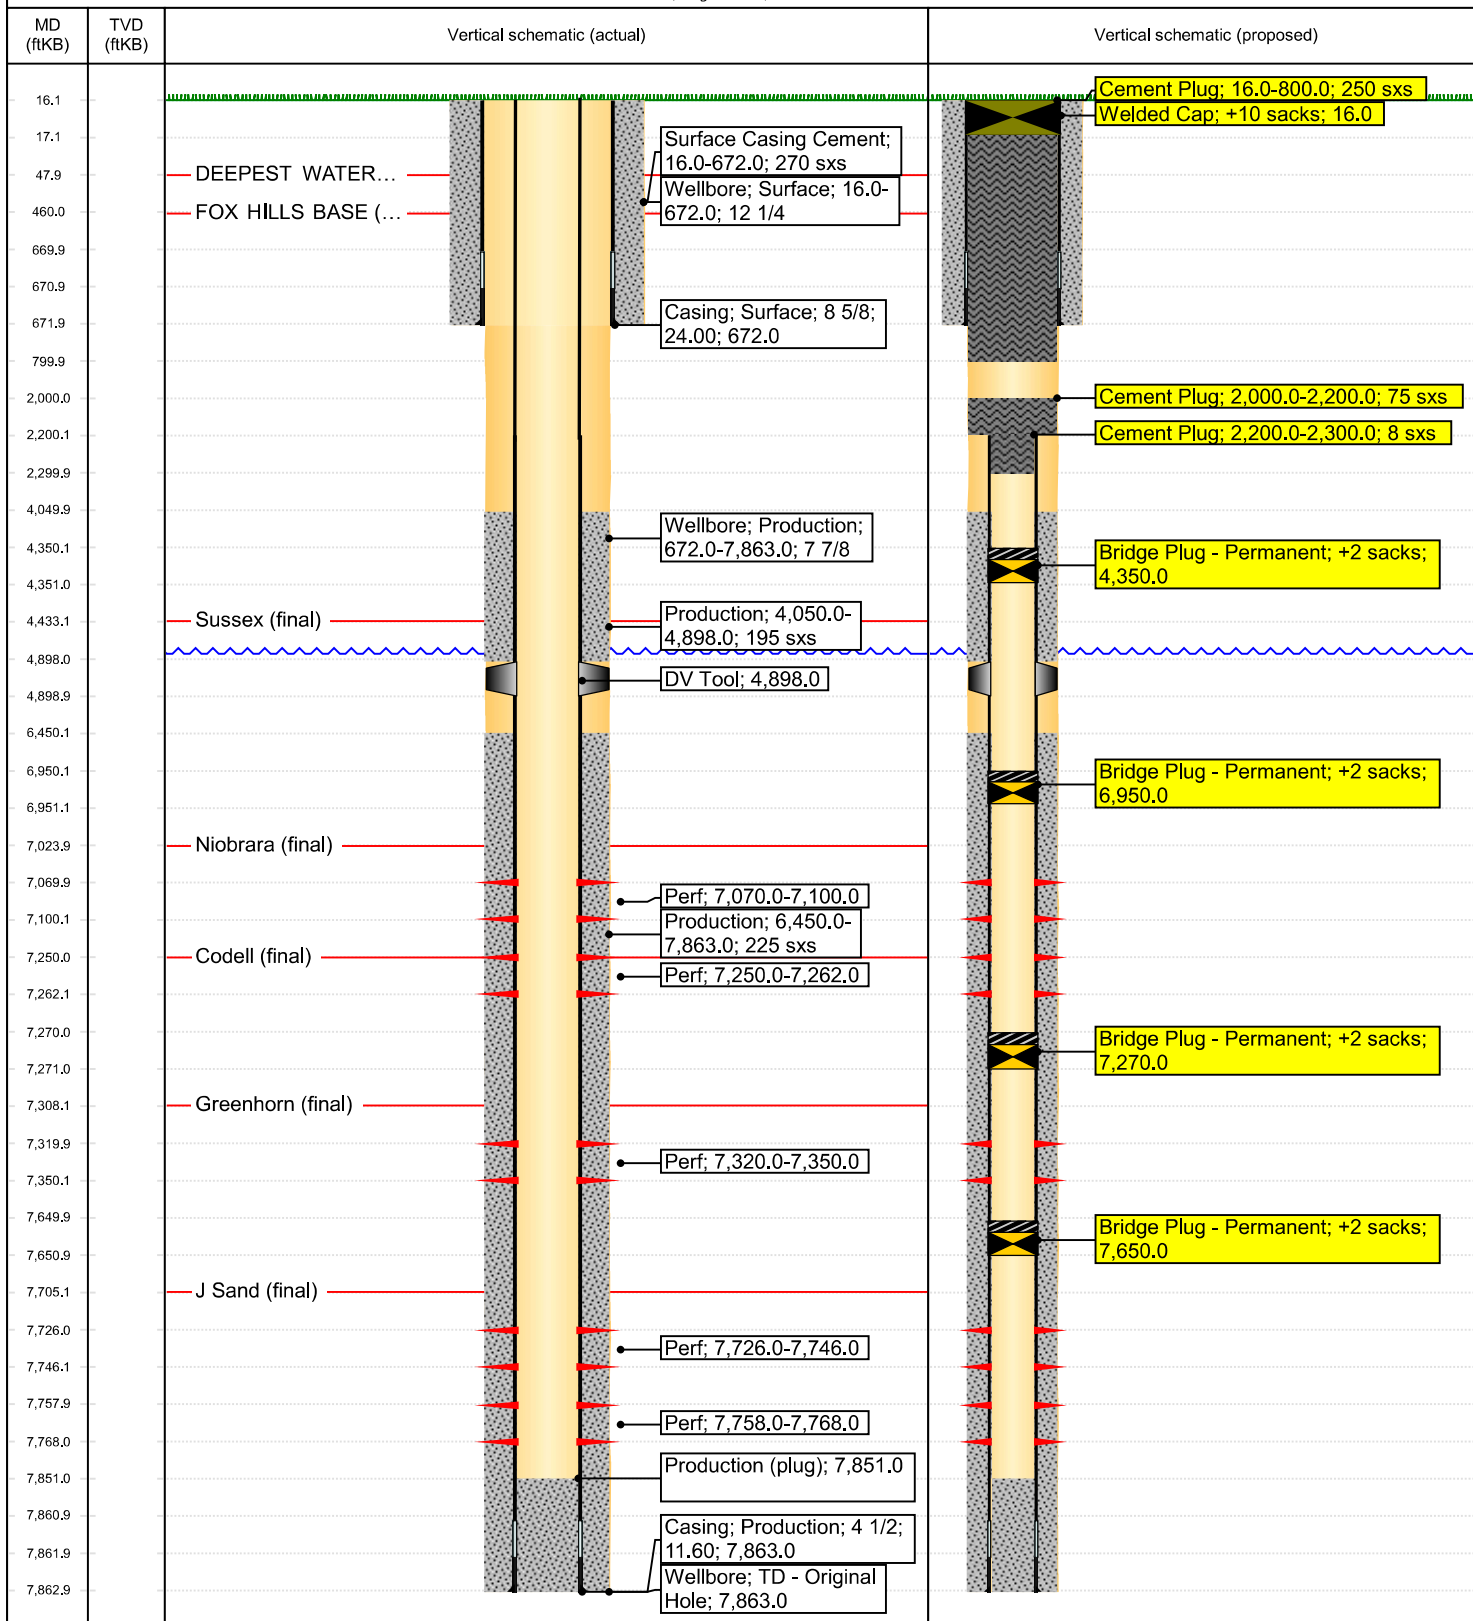 MD
(ftKB)
TVD
(ftKB)
Vertical schematic (actual)
Vertical schematic (proposed)
16.1
17.1
47.9
460.0
669.9
670.9
671.9
799.9
2,000.0
2,200.1
2,299.9
4,049.9
4,350.1
4,351.0
4,433.1
4,898.0
4,898.9
6,450.1
6,950.1
6,951.1
7,023.9
7,069.9
7,100.1
7,250.0
7,262.1
7,270.0
7,271.0
7,308.1
7,319.9
7,350.1
7,649.9
7,650.9
7,705.1
7,726.0
7,746.1
7,757.9
7,768.0
7,851.0
7,860.9
7,861.9
7,862.9
DEEPEST WATER...
FOX HILLS BASE (...
Sussex (final)
Niobrara (final)
Codell (final)
Greenhorn (final)
J Sand (final)
Surface Casing Cement;
16.0-672.0; 270 sxs
Wellbore; Surface; 16.0-
672.0; 12 1/4
Casing; Surface; 8 5/8;
24.00; 672.0
Wellbore; Production;
672.0-7,863.0; 7 7/8
Production; 4,050.0-
4,898.0; 195 sxs
DV Tool; 4,898.0
Perf; 7,070.0-7,100.0
Production; 6,450.0-
7,863.0; 225 sxs
Perf; 7,250.0-7,262.0
Perf; 7,320.0-7,350.0
Perf; 7,726.0-7,746.0
Perf; 7,758.0-7,768.0
Production (plug); 7,851.0
Casing; Production; 4 1/2;
11.60; 7,863.0
Wellbore; TD - Original
Hole; 7,863.0
Cement Plug; 16.0-800.0; 250 sxs
Welded Cap; +10 sacks; 16.0
Cement Plug; 2,000.0-2,200.0; 75 sxs
Cement Plug; 2,200.0-2,300.0; 8 sxs
Bridge Plug - Permanent; +2 sacks;
4,350.0
Bridge Plug - Permanent; +2 sacks;
6,950.0
Bridge Plug - Permanent; +2 sacks;
7,270.0
Bridge Plug - Permanent; +2 sacks;
7,650.0